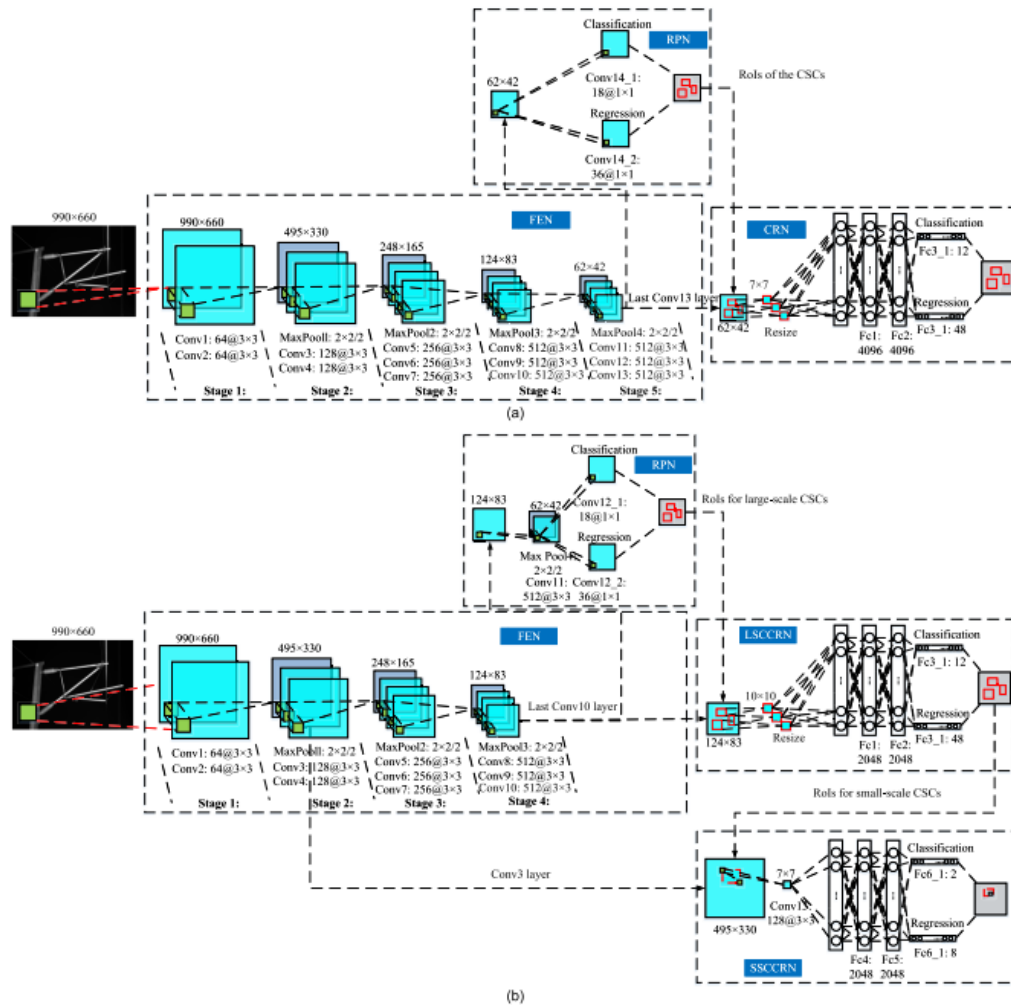 Classification
RPN
62×42
Conv14_1:
18@1×1
Regression
Conv14_2:
36@1×1
RoIs of the CSCs
990×660
FEN
990×660
495×330
248×165
124×83
62×42
Conv1: 64@3×3
Conv2: 64@3×3
Stage 1:
MaxPool1: 2×2/2
Conv3: 128@3×3
Conv4: 128@3×3
Stage 2:
MaxPool2: 2×2/2
Conv5: 256@3×3
Conv6: 256@3×3
Conv7: 256@3×3
Stage 3:
MaxPool3: 2×2/2
Conv8: 512@3×3
Conv9: 512@3×3
Conv10: 512@3×3
Stage 4:
MaxPool4: 2×2/2
Conv11: 512@3×3
Conv12: 512@3×3
Conv13: 512@3×3
Stage 5:
Last Conv13 layer
CRN
62×42
7×7
Resize
Fc1:
4096
Fc2:
4096
Classification
Fc3_1: 12
Regression
Fc3_1: 48
(a)
Classification
RPN
124×83
62×42
Conv12_1:
18@1×1
Regression
Max Pool4:
2×2/2
Conv11:
512@3×3
Conv12_2:
36@1×1
RoIs for large-scale CSCs
990×660
FEN
990×660
495×330
248×165
124×83
Conv1: 64@3×3
Conv2: 64@3×3
Stage 1:
MaxPool1: 2×2/2
Conv3: 128@3×3
Conv4: 128@3×3
Stage 2:
MaxPool2: 2×2/2
Conv5: 256@3×3
Conv6: 256@3×3
Conv7: 256@3×3
Stage 3:
MaxPool3: 2×2/2
Conv8: 512@3×3
Conv9: 512@3×3
Conv10: 512@3×3
Stage 4:
Last Conv10 layer
LSCCRN
124×83
10×10
Resize
Fc1:
2048
Fc2:
2048
Classification
Fc3_1: 12
Regression
Fc3_1: 48
RoIs for small-scale CSCs
Conv3 layer
495×330
7×7
Conv13:
128@3×3
Fc4:
2048
Fc5:
2048
Classification
Fc6_1: 2
Regression
Fc6_1: 8
SSCCRN
(b)